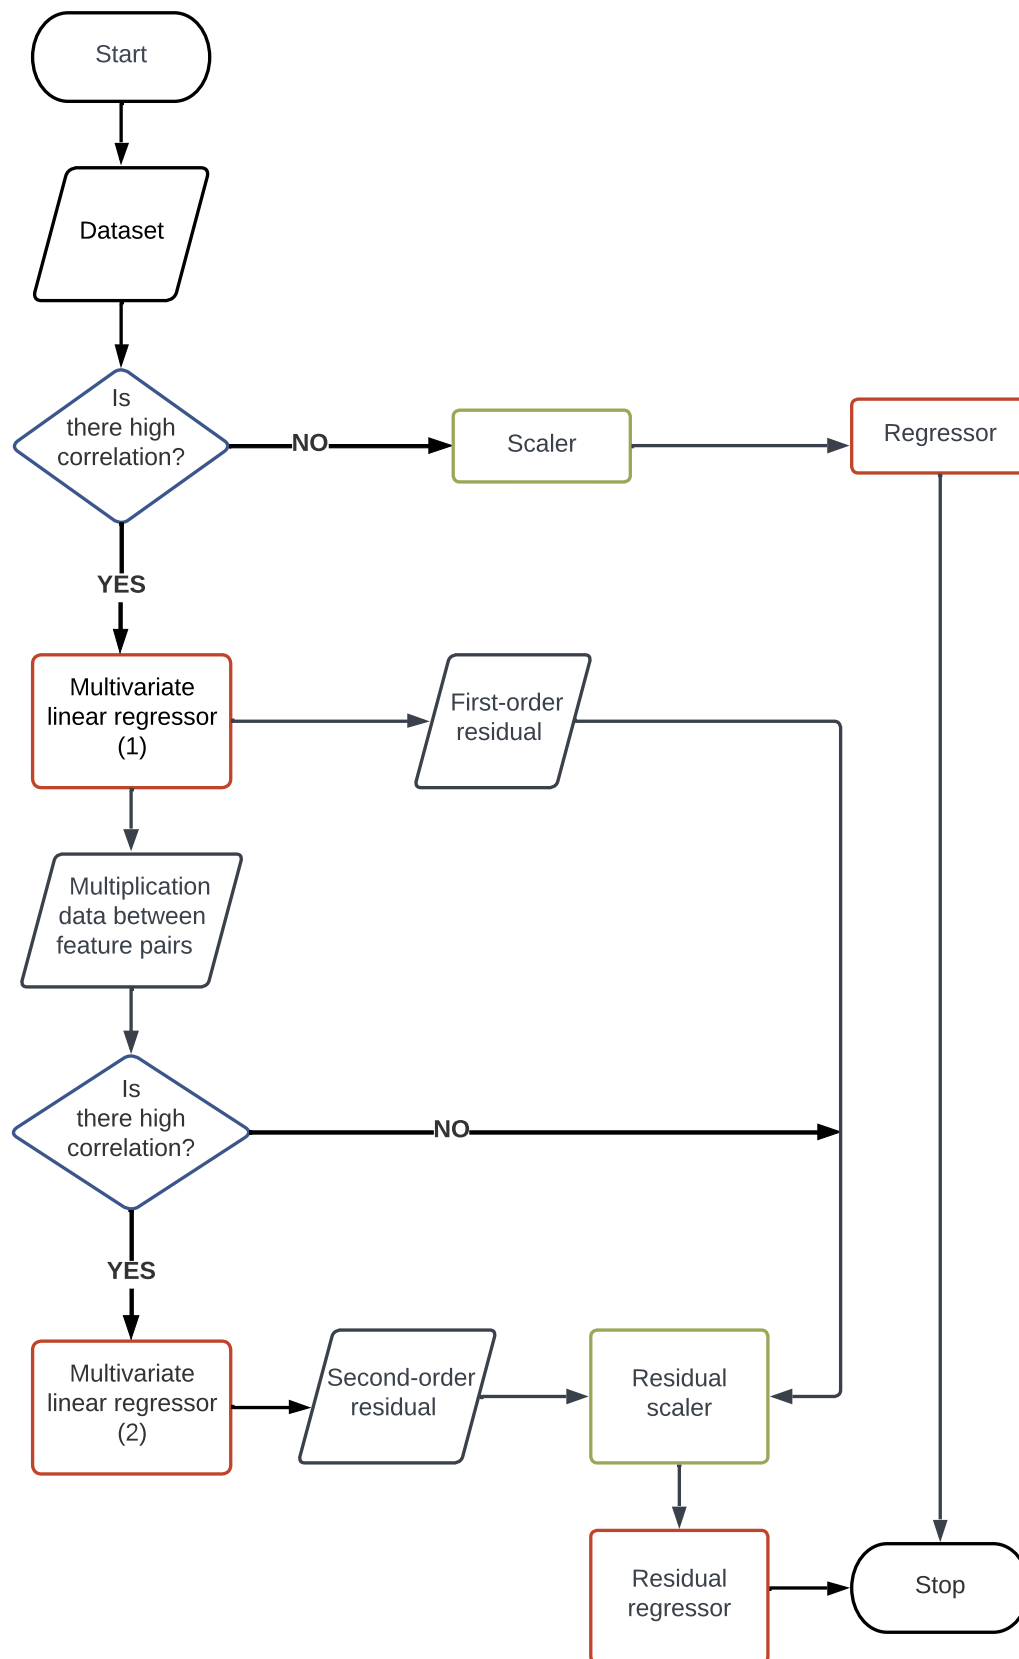 Start
Dataset
Is
there high
correlation?
NO
Scaler
Regressor
YES
Multivariate
linear regressor
(1)
First-order
residual
Multiplication
data between
feature pairs
Is
there high
correlation?
NO
YES
Multivariate
linear regressor
(2)
Second-order
residual
Residual
scaler
Residual
regressor
Stop